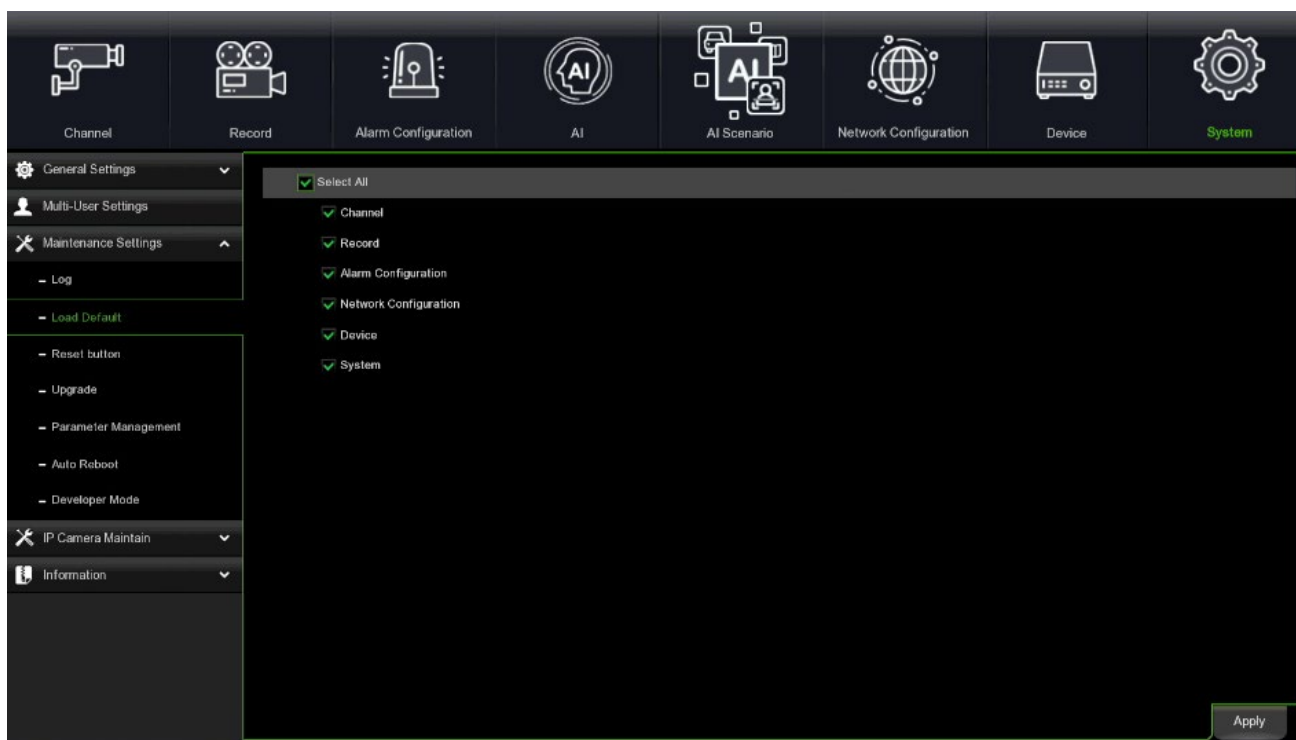 AI
AI
Channel
Record
Alarm Configuration
AI
AI Scenario
Network Configuration
Device
System
General Settings
Multi-User Settings
Maintenance Settings
– Log
– Load Default
– Reset button
– Upgrade
– Parameter Management
– Auto Reboot
– Developer Mode
IP Camera Maintain
Information
Select All
Channel
Record
Alarm Configuration
Network Configuration
Device
System
Apply